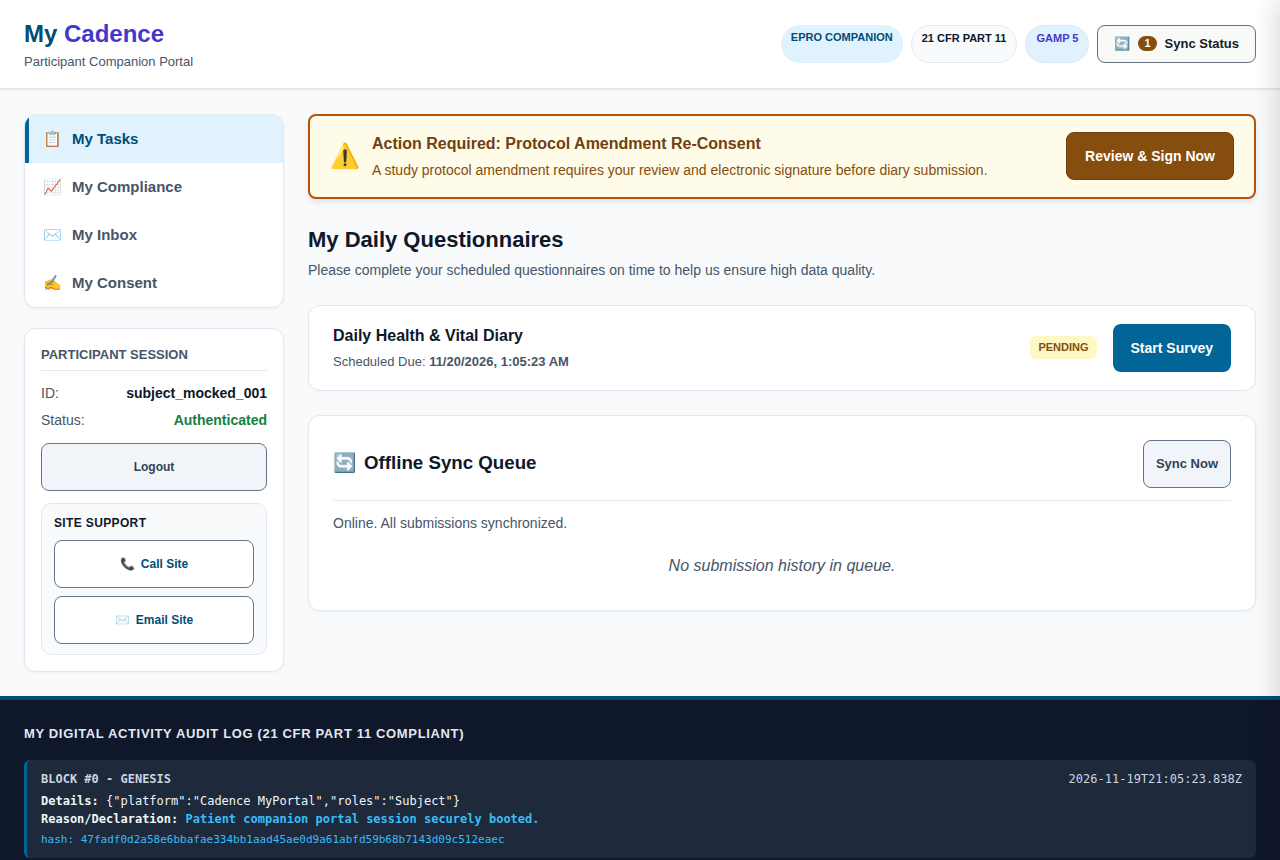 My Cadence
Participant Companion Portal
EPRO COMPANION
21 CFR PART 11
GAMP 5
1 Sync Status
My Tasks
My Compliance
My Inbox
My Consent
PARTICIPANT SESSION
ID: subject_mocked_001
Status: Authenticated
Logout
SITE SUPPORT
Call Site
Email Site
Action Required: Protocol Amendment Re-Consent
A study protocol amendment requires your review and electronic signature before diary submission.
Review & Sign Now
My Daily Questionnaires
Please complete your scheduled questionnaires on time to help us ensure high data quality.
Daily Health & Vital Diary
Scheduled Due: 11/20/2026, 1:05:23 AM
PENDING
Start Survey
Offline Sync Queue
Sync Now
Online. All submissions synchronized.
No submission history in queue.
MY DIGITAL ACTIVITY AUDIT LOG (21 CFR PART 11 COMPLIANT)
BLOCK #0 - GENESIS
2026-11-19T21:05:23.838Z
Details: {"platform":"Cadence MyPortal","roles":"Subject"}
Reason/Declaration: Patient companion portal session securely booted.
hash: 47fadf0d2a58e6bbafae334bb1aad45ae0d9a61abfd59b68b7143d09c512eaec